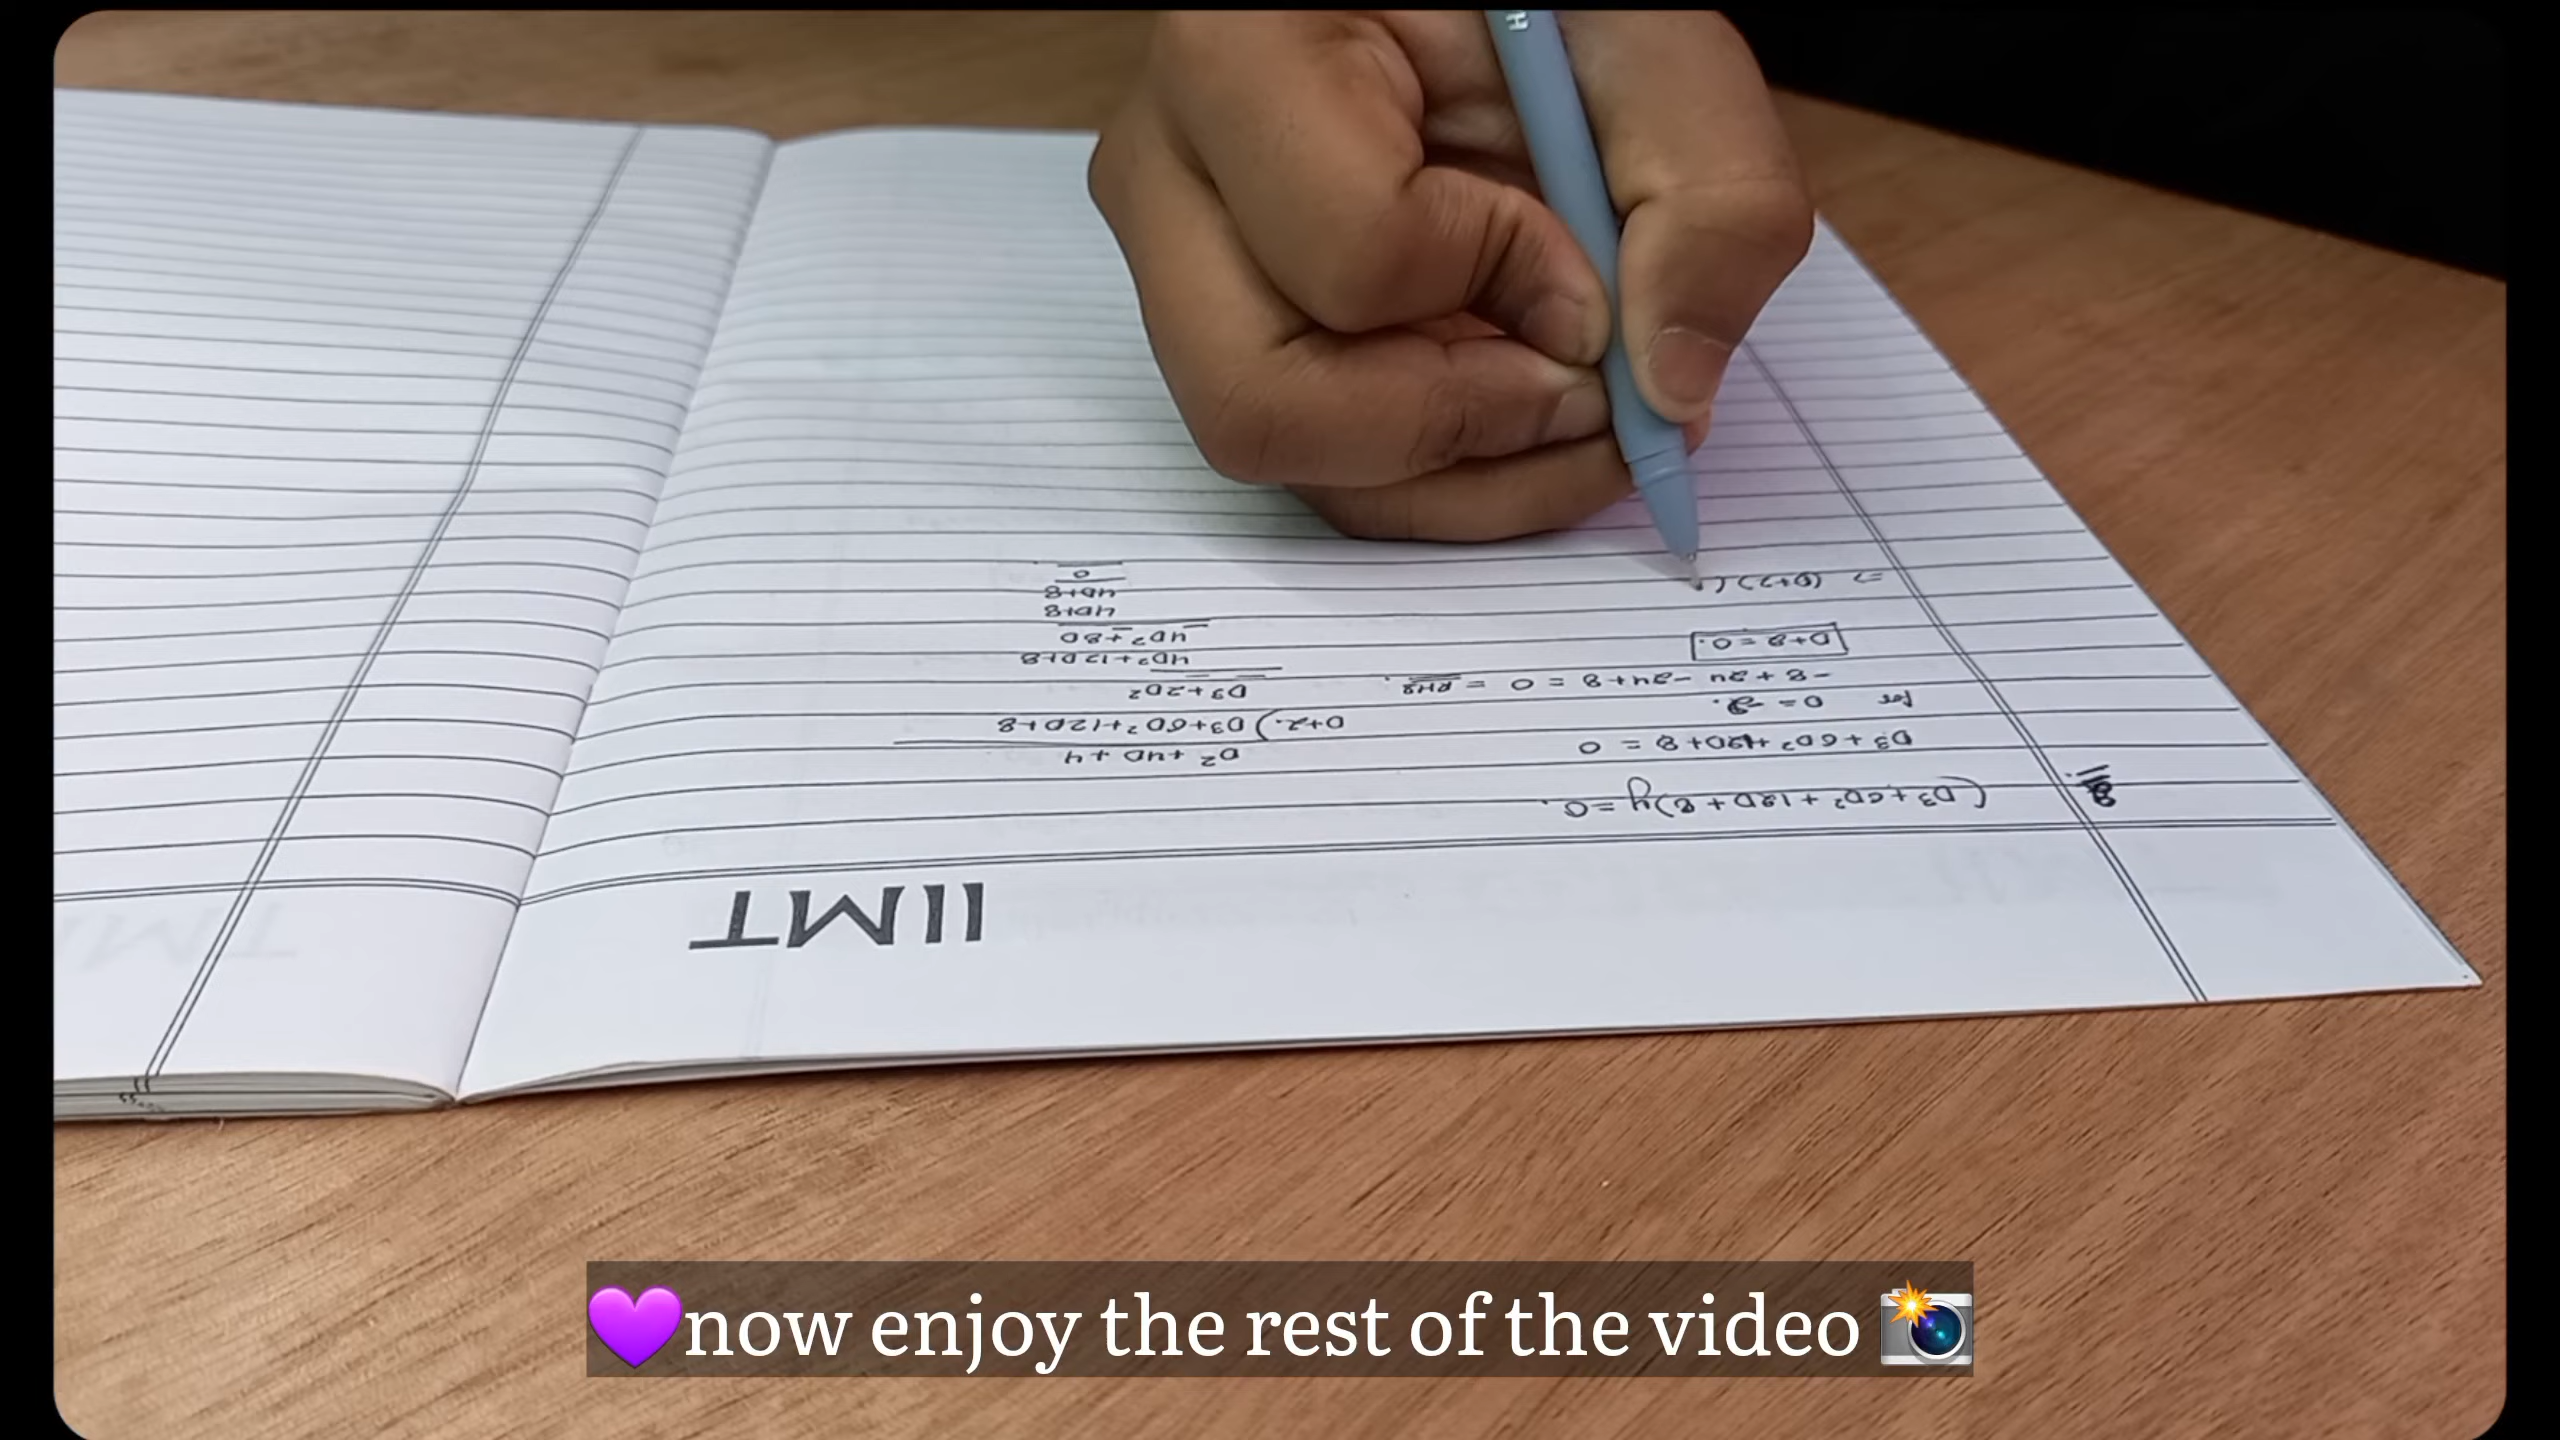 IIMT
Sol:
(D³+6D²+12D+8)y=0.
D³+6D²+12D+8 = 0
for D = -2.
-8+24-24+8 = 0 = RHS.
D+2 = 0.
=> (D+2)(
D²+4D+4
D+2.) D³+6D²+12D+8
D³+2D²
4D²+12D+8
4D²+8D
4D+8
4D+8
0
💜now enjoy the rest of the video 📸